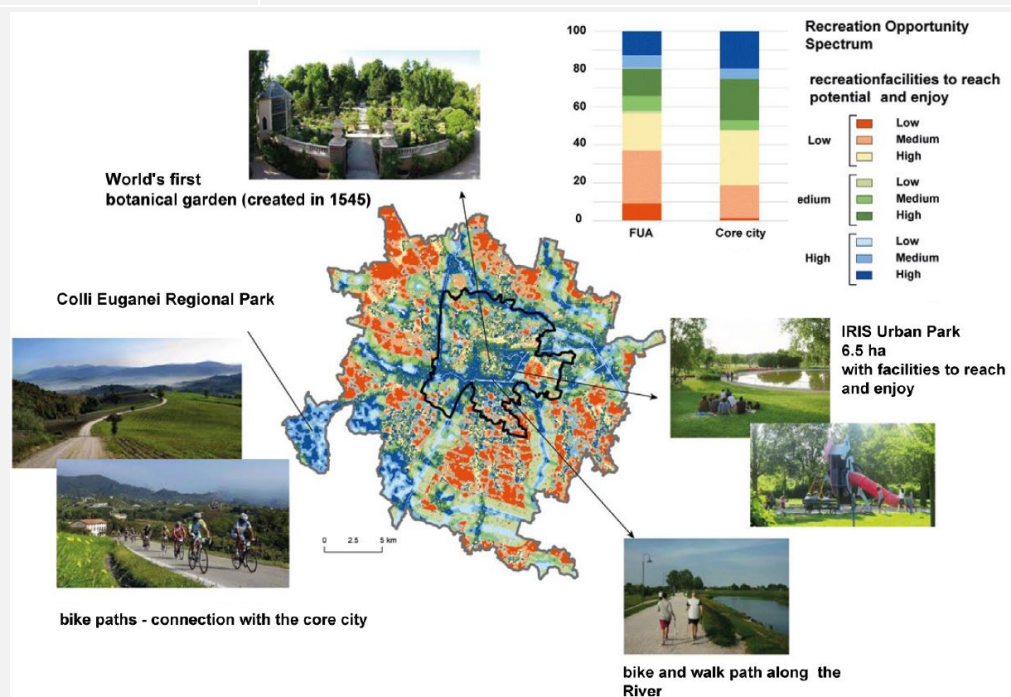 World's first
botanical garden (created in 1545)
100
80
60
40
20
0
FUA
Core city
Recreation Opportunity
Spectrum
recreationfacilities to reach
potential and enjoy
Low
Low
Medium
High
edium
Low
Medium
High
High
Low
Medium
High
Colli Euganei Regional Park
IRIS Urban Park
6.5 ha
with facilities to reach
and enjoy
0 2.5 5 km
bike paths - connection with the core city
bike and walk path along the
River